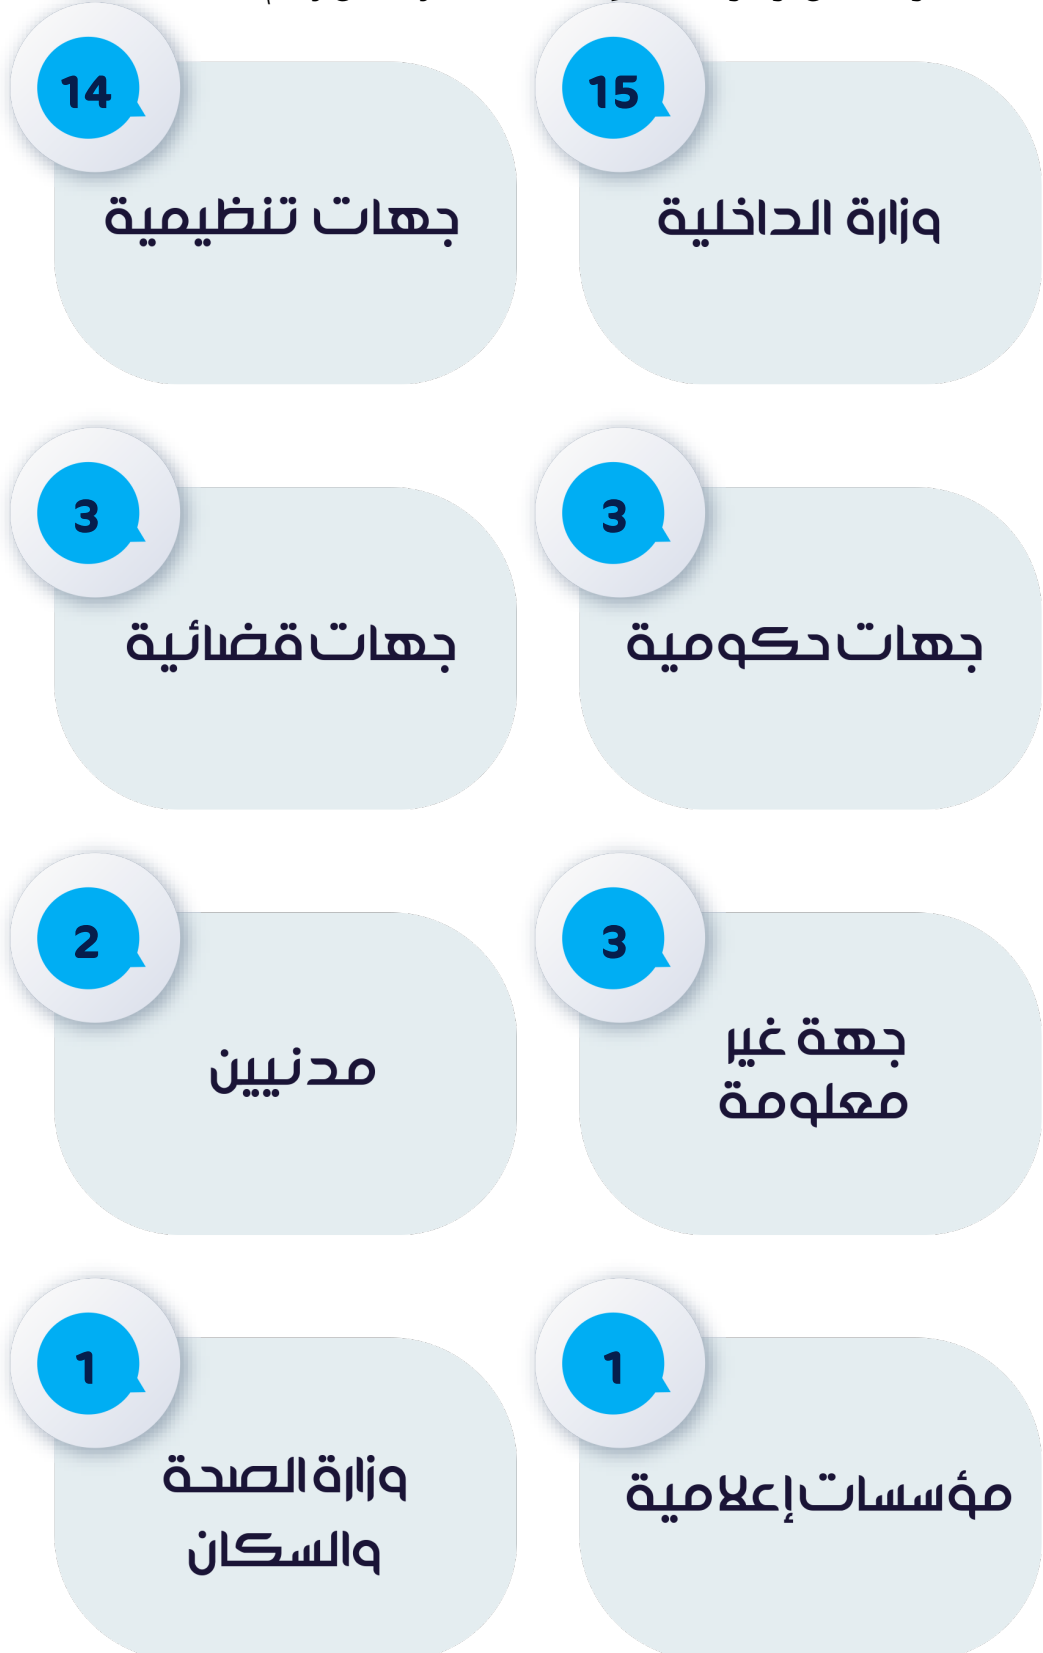 15
وزارة الداخلية
14
جهات تنظيمية
3
جهات حكومية
3
جهات قضائية
3
جهة غير
معلومة
2
مدنيين
1
مؤسسات إعلامية
1
وزارة الصحة
والسكان